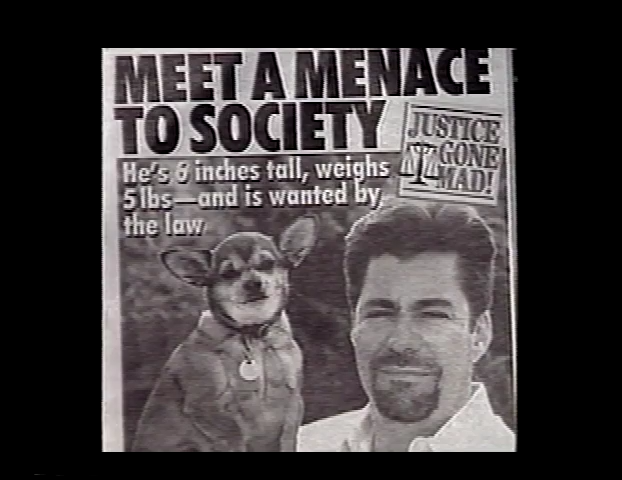 MEET A MENACE
TO SOCIETY
JUSTICE
GONE
MAD!
He's 6 inches tall, weighs
5 lbs—and is wanted by
the law